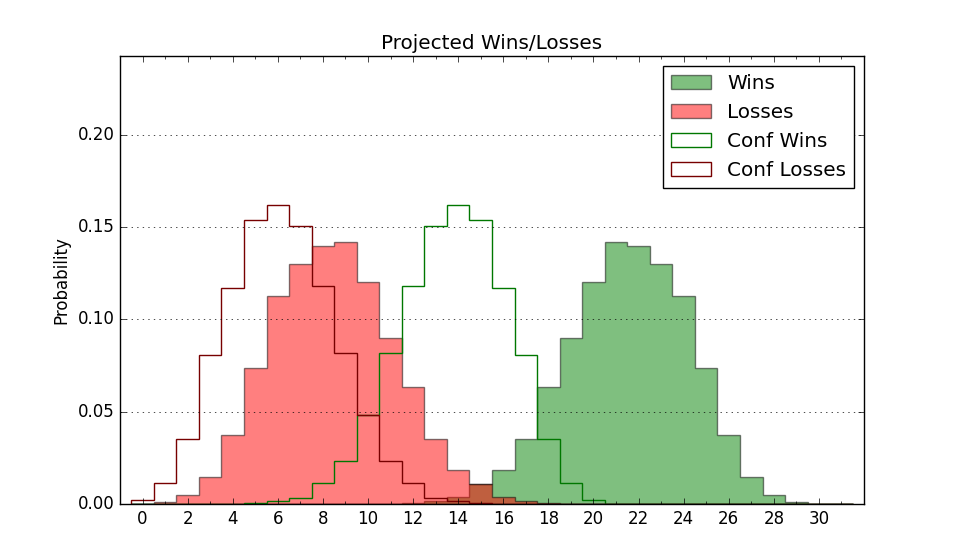 Projected Wins/Losses
Wins
Losses
Conf Wins
Conf Losses
Probability
0.20
0.15
0.10
0.05
0.00
0 2 4 6 8 10 12 14 16 18 20 22 24 26 28 30